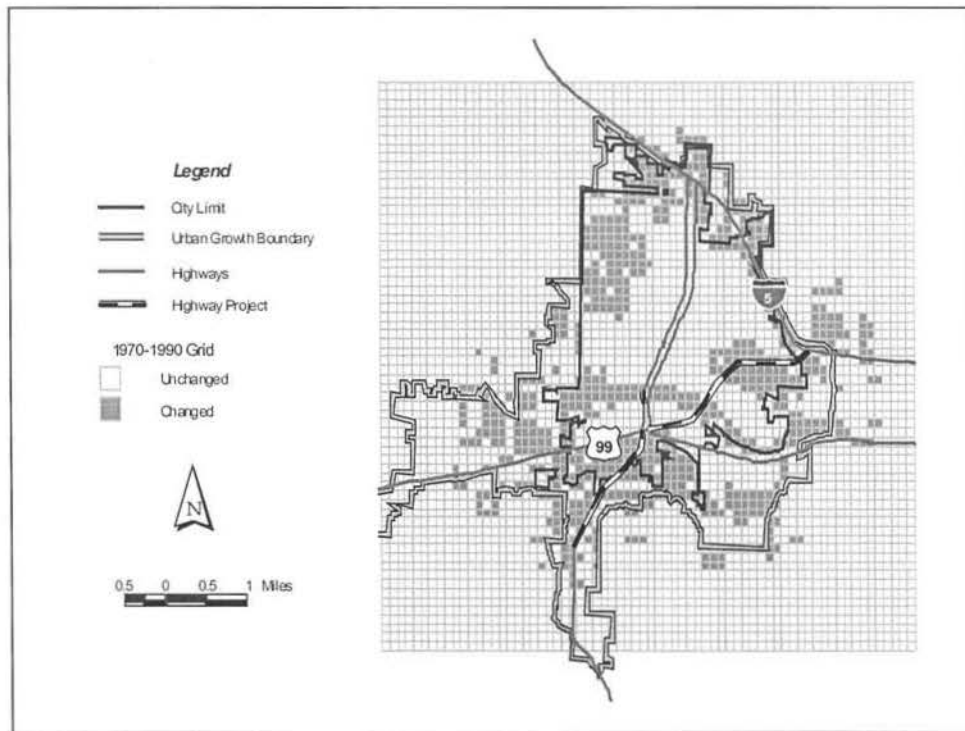 Legend
City Limit
Urban Growth Boundary
Highways
Highway Project
1970-1990 Grid
Unchanged
Changed
N
0.5 0 0.5 1 Miles
5
99